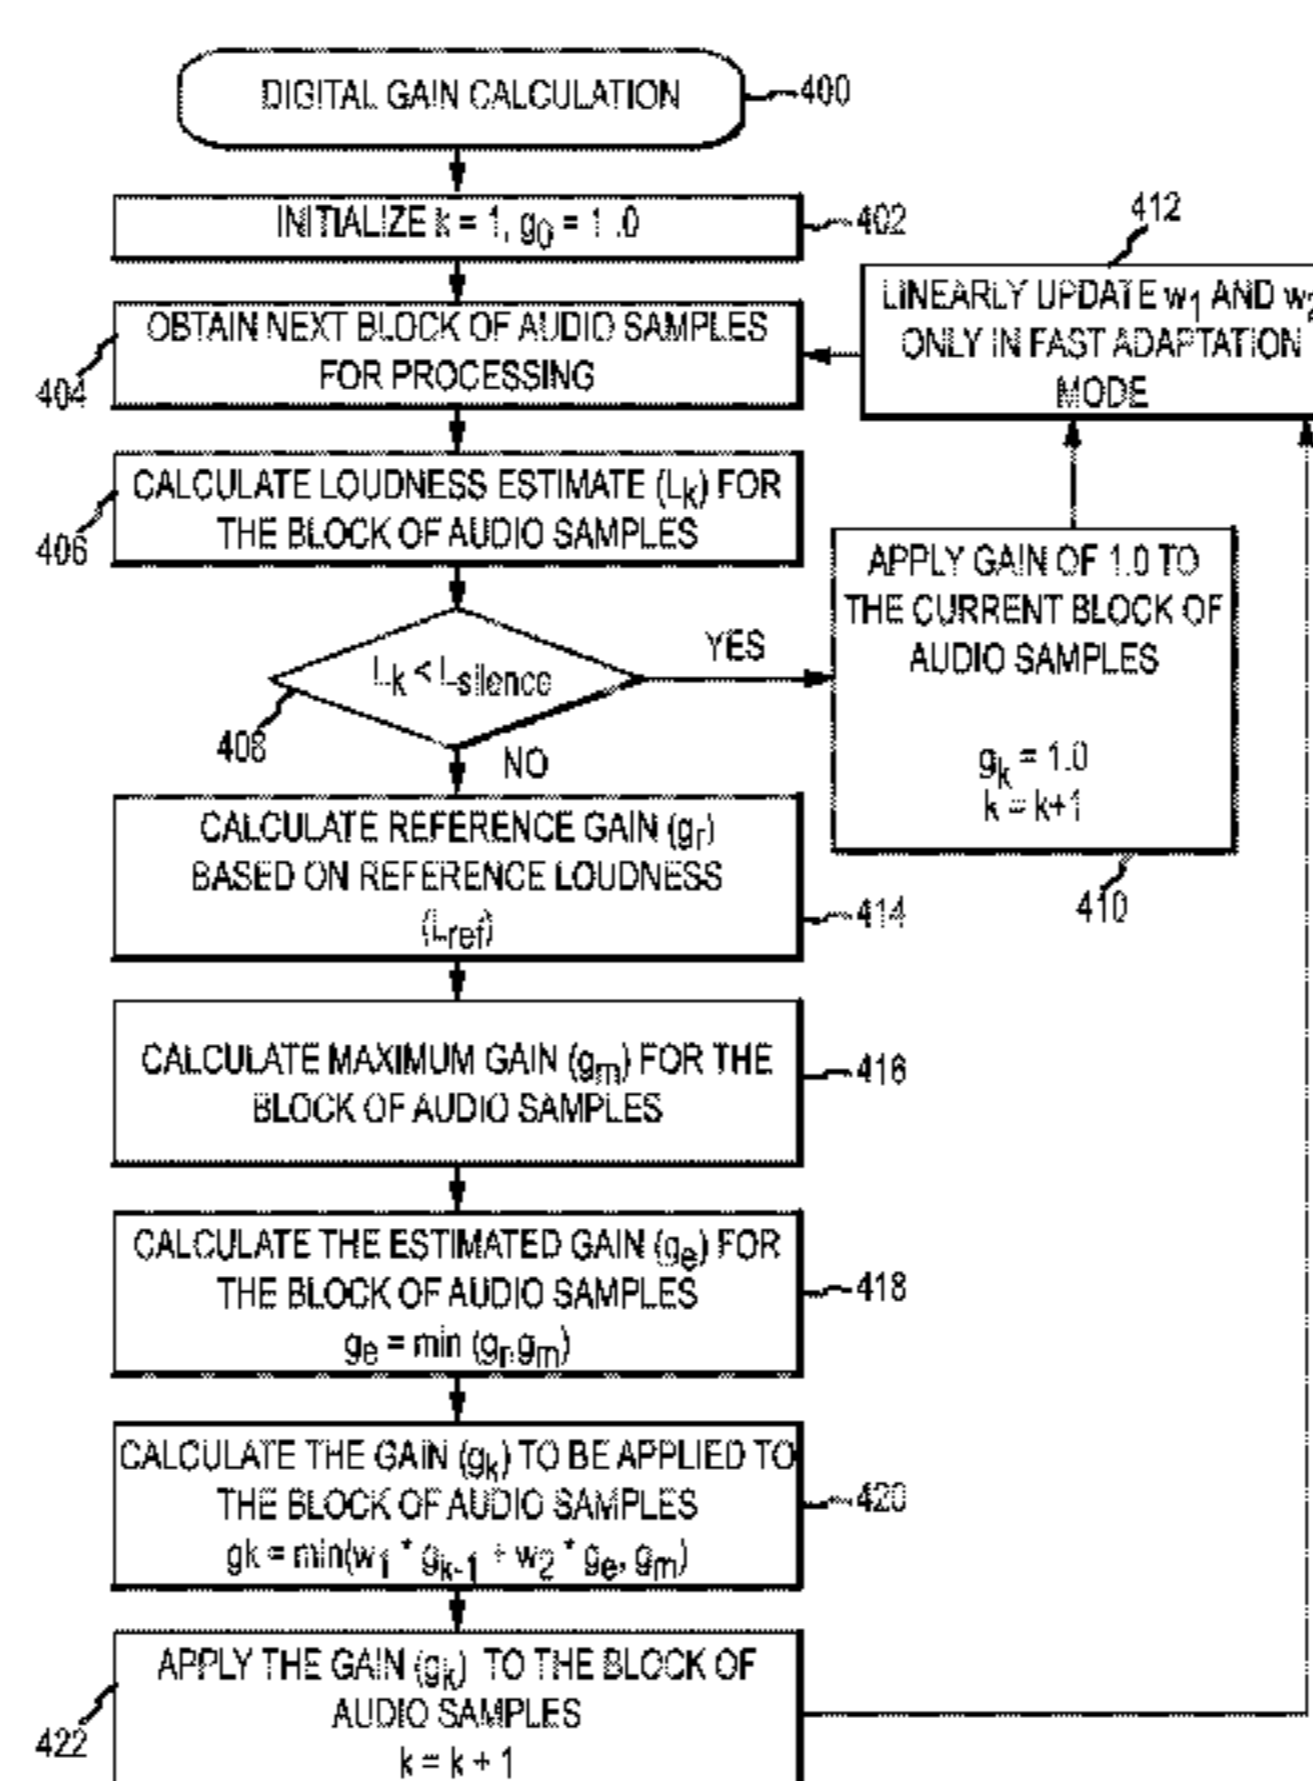 DIGITAL GAIN CALCULATION
400
INITIALIZE k = 1, g0 = 1.0
402
412
LINEARLY UPDATE w1 AND w2
ONLY IN FAST ADAPTATION
MODE
OBTAIN NEXT BLOCK OF AUDIO SAMPLES
FOR PROCESSING
404
CALCULATE LOUDNESS ESTIMATE (Lk) FOR
THE BLOCK OF AUDIO SAMPLES
406
APPLY GAIN OF 1.0 TO
THE CURRENT BLOCK OF
AUDIO SAMPLES
gk = 1.0
k = k+1
410
YES
Lk < Lsilence
408
NO
CALCULATE REFERENCE GAIN (gr)
BASED ON REFERENCE LOUDNESS
(Lref)
414
CALCULATE MAXIMUM GAIN (gm) FOR THE
BLOCK OF AUDIO SAMPLES
416
CALCULATE THE ESTIMATED GAIN (ge) FOR
THE BLOCK OF AUDIO SAMPLES
ge = min (gr,gm)
418
CALCULATE THE GAIN (gk) TO BE APPLIED TO
THE BLOCK OF AUDIO SAMPLES
gk = min(w1 * gk-1 + w2 * ge, gm)
420
APPLY THE GAIN (gk) TO THE BLOCK OF
AUDIO SAMPLES
k = k + 1
422